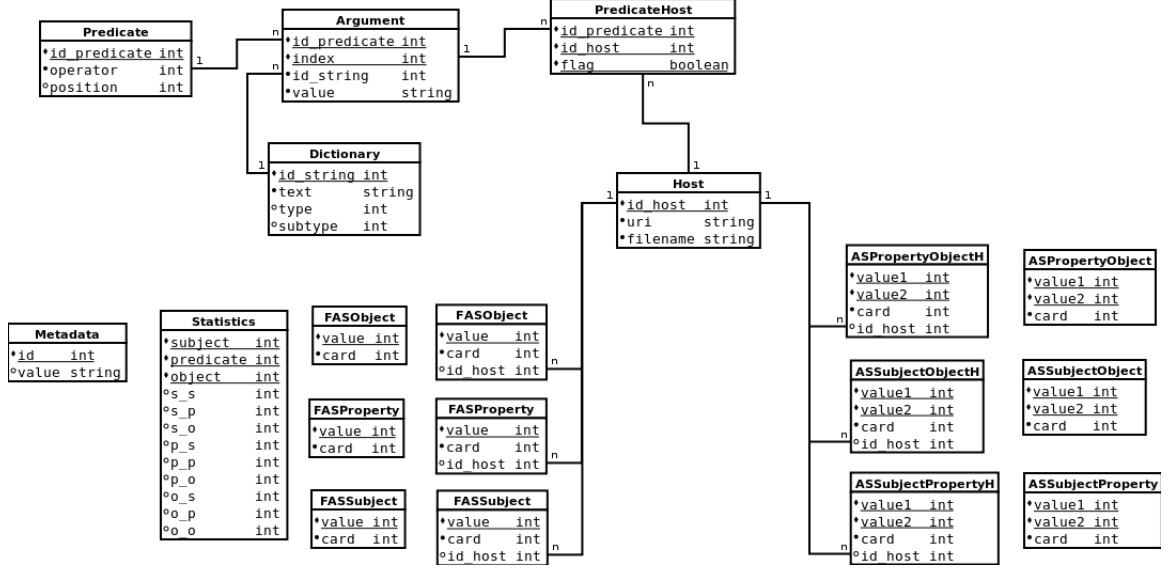 Predicate
id_predicate int
operator int
position int
1
n
Argument
id_predicate int
index int
id_string int
value string
n
1
n
PredicateHost
id_predicate int
id_host int
flag boolean
n
1
1
Dictionary
id_string int
text string
type int
subtype int
1
Host
id_host int
uri string
filename string
1
Metadata
id int
value string
Statistics
subject int
predicate int
object int
s_s int
s_p int
s_o int
p_s int
p_p int
p_o int
o_s int
o_p int
o_o int
FASObject
value int
card int
FASObject
value int
card int
id_host int
n
FASProperty
value int
card int
FASProperty
value int
card int
id_host int
n
FASSubject
value int
card int
FASSubject
value int
card int
id_host int
n
ASPropertyObjectH
value1 int
value2 int
card int
id_host int
n
ASPropertyObject
value1 int
value2 int
card int
ASSubjectObjectH
value1 int
value2 int
card int
id_host int
n
ASSubjectObject
value1 int
value2 int
card int
ASSubjectPropertyH
value1 int
value2 int
card int
id_host int
n
ASSubjectProperty
value1 int
value2 int
card int